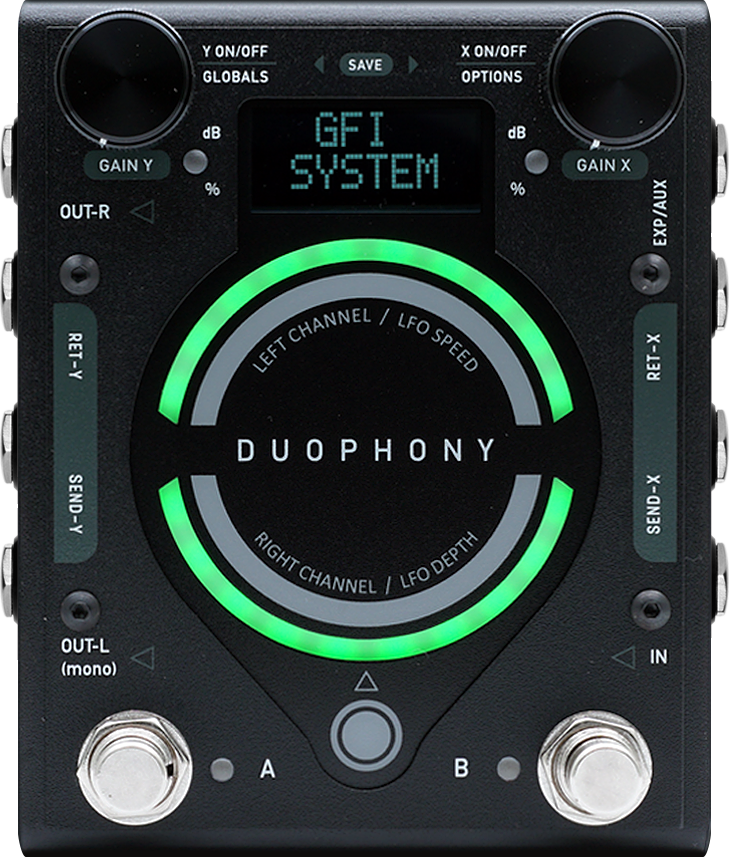 Y ON/OFF
GLOBALS
SAVE
X ON/OFF
OPTIONS
GFI
SYSTEM
dB
GAIN Y
%
dB
GAIN X
%
OUT-R
EXP/AUX
RET-Y
RET-X
LEFT CHANNEL / LFO SPEED
DUOPHONY
SEND-Y
SEND-X
RIGHT CHANNEL / LFO DEPTH
OUT-L
(mono)
IN
A
B